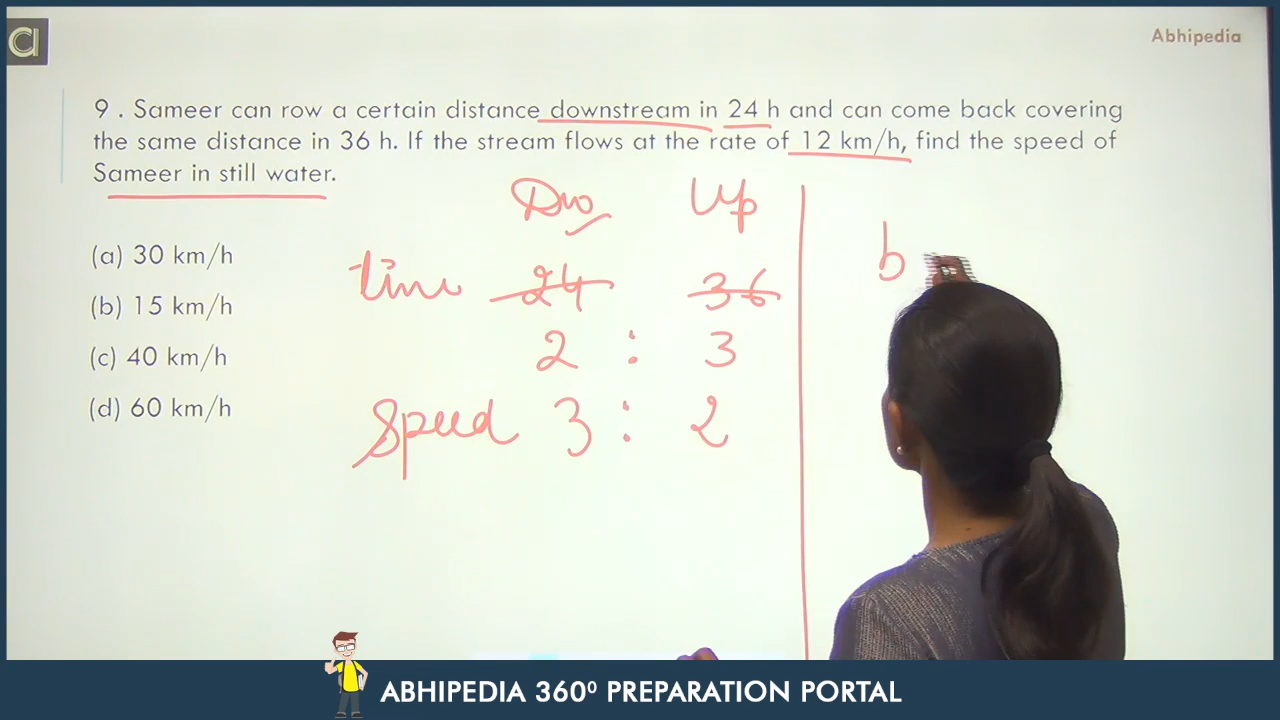 a
Abhipedia
9 . Sameer can row a certain distance downstream in 24 h and can come back covering
the same distance in 36 h. If the stream flows at the rate of 12 km/h, find the speed of
Sameer in still water.
(a) 30 km/h
(b) 15 km/h
(c) 40 km/h
(d) 60 km/h
Up
time 24 36
2 : 3
Speed 3 : 2
b
ABHIPEDIA 360⁰ PREPARATION PORTAL